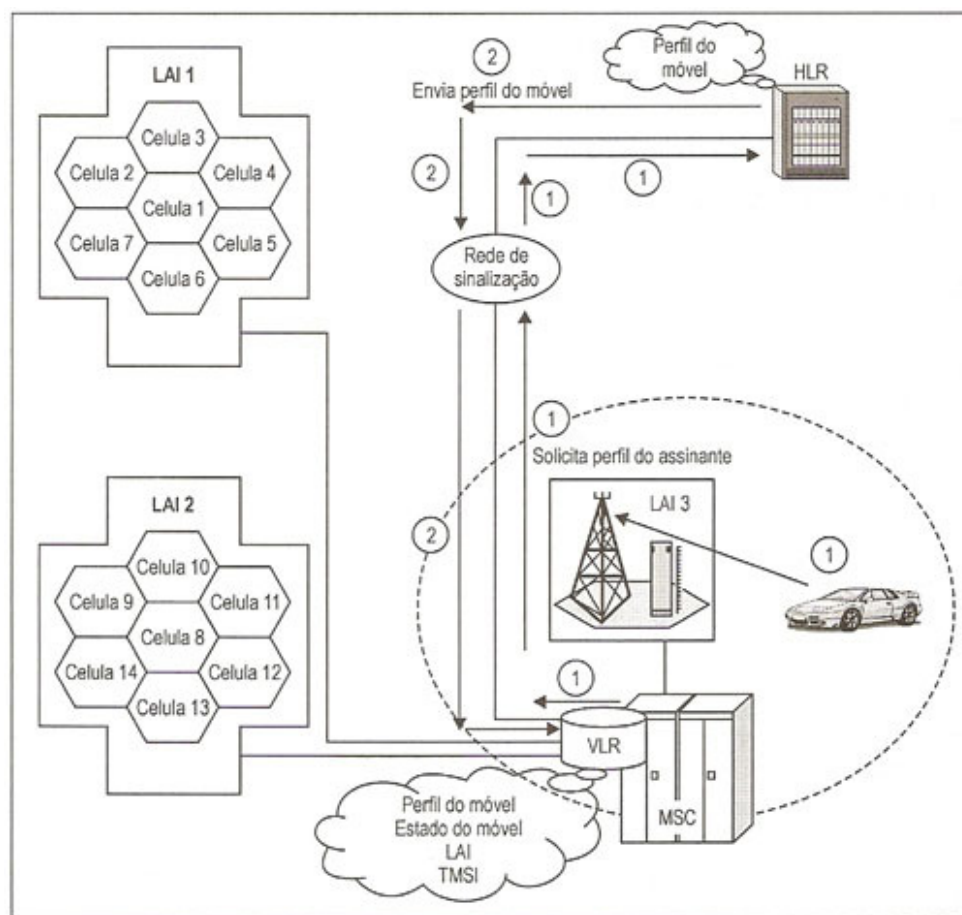 LAI 1
Celula 3
Celula 2
Celula 4
Celula 1
Celula 7
Celula 5
Celula 6
2
Envia perfil do móvel
Perfil do
móvel
HLR
2
1
1
Rede de
sinalização
1
Solicita perfil do assinante
LAI 2
Celula 10
Celula 9
Celula 11
Celula 8
Celula 14
Celula 12
Celula 13
2
LAI 3
1
1
VLR
MSC
Perfil do móvel
Estado do móvel
LAI
TMSI